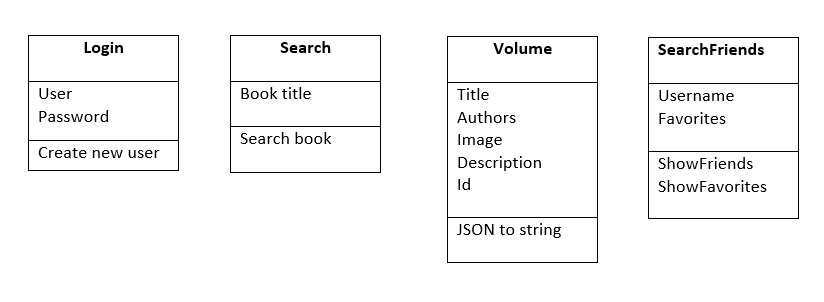 Login
User
Password
Create new user
Search
Book title
Search book
Volume
Title
Authors
Image
Description
Id
JSON to string
SearchFriends
Username
Favorites
ShowFriends
ShowFavorites